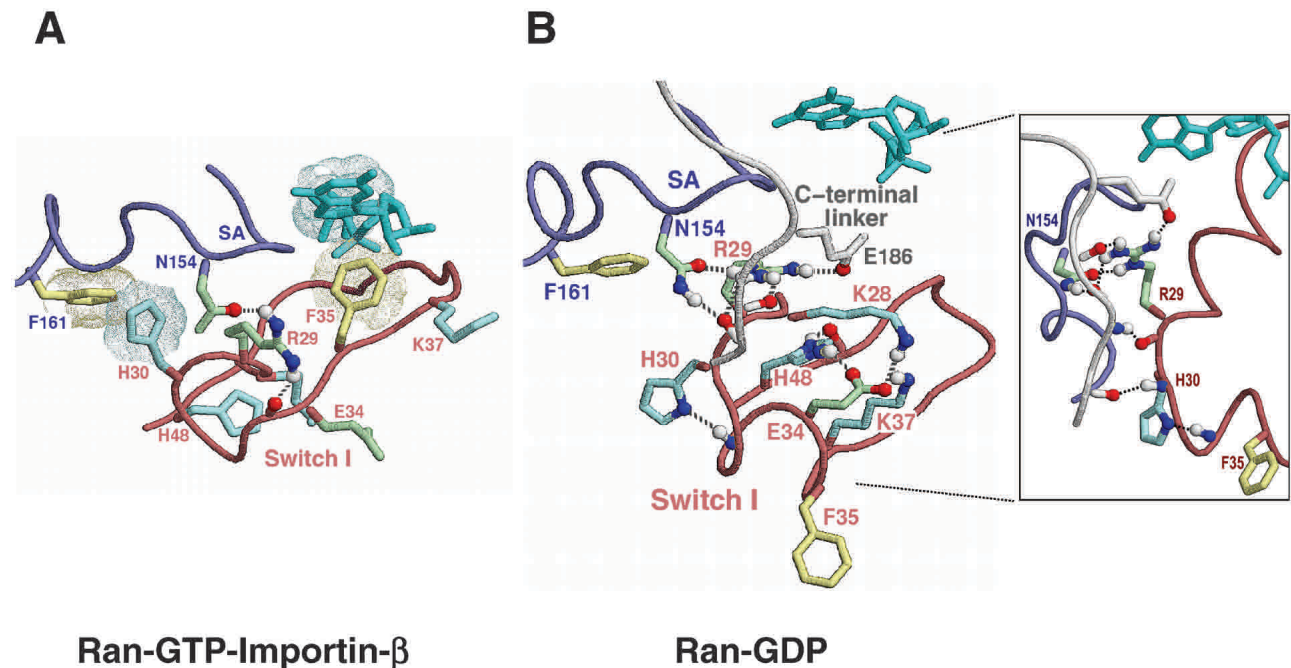 A
SA
N154
F161
F35
R29
K37
H30
E34
H48
Switch I
Ran-GTP-Importin-β
B
SA
C–terminal
linker
N154
R29
E186
F161
K28
H30
H48
E34
K37
Switch I
F35
Ran-GDP
N154
R29
H30
F35